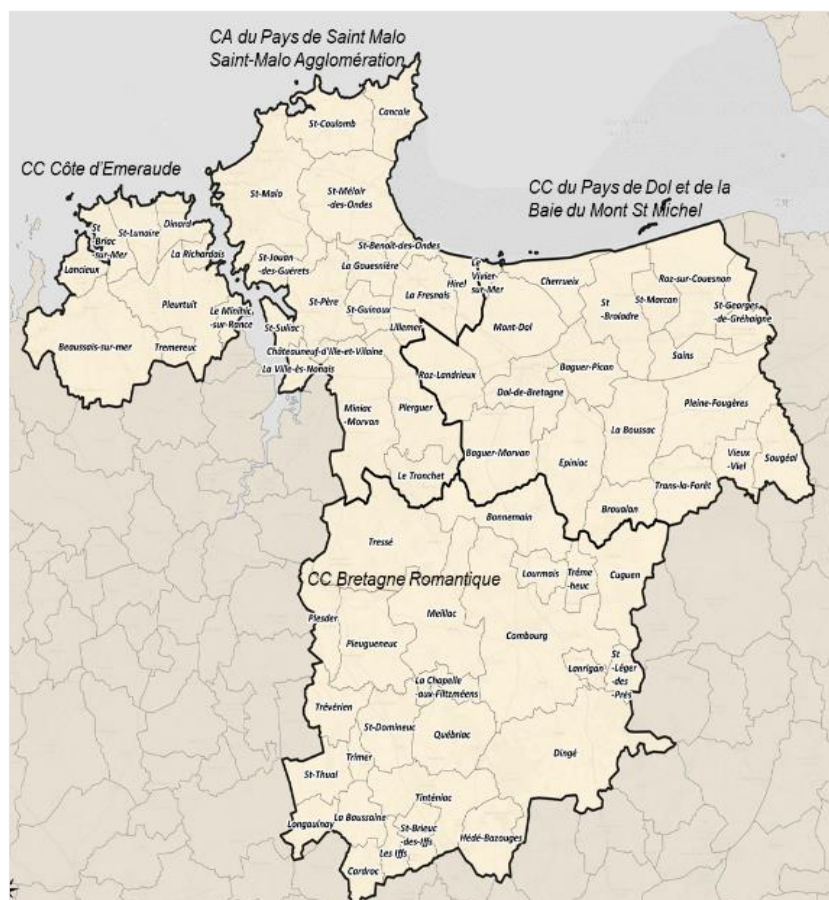 CA du Pays de Saint Malo
Saint-Malo Agglomération
CC Côte d'Emeraude
CC du Pays de Dol et de la
Baie du Mont St Michel
Cancale
St-Coulomb
St-Malo
St-Méloir
-des-Ondes
St
-Briac
-sur-Mer
St-Lunaire
Dinard
La Richardais
Lancieux
Pleurtuit
Le Minihic
-sur-Rance
Beaussais-sur-mer
Tremereuc
St-Jouan
-des-Guérets
St-Benoit-des-Ondes
La Gouesnière
La Fresnais
Hirel
St-Père
St-Guinoux
Lillemer
St-Suliac
Châteauneuf-d'Ille-et-Vilaine
La Ville-ès-Nonais
Miniac
-Morvan
Plerguer
Le Tronchet
Le
Vivier
-sur-Mer
Cherrueix
St
-Broladre
St-Marcan
Roz-sur-Couesnon
St-Georges
-de-Gréhaigne
Mont-Dol
Sains
Baguer-Pican
Roz-Landrieux
Dol-de-Bretagne
Pleine-Fougères
La Boussac
Baguer-Morvan
Epiniac
Vieux
-Viel
Sougéal
Trans-la-Forêt
Broualan
Bonnemain
Tressé
CC Bretagne Romantique
Lourmais
Tréme
-heuc
Cuguen
Plesder
Meillac
Pleugueneuc
Combourg
Lanrigan
St
-Léger
-des
-Prés
La Chapelle
-aux-Filtzméens
Trévérien
St-Domineuc
Québriac
Dingé
Trimer
St-Thual
Tinténiac
Longaulnay
La Baussaine
St-Brieuc
-des-Iffs
Hédé-Bazouges
Les Iffs
Cardroc